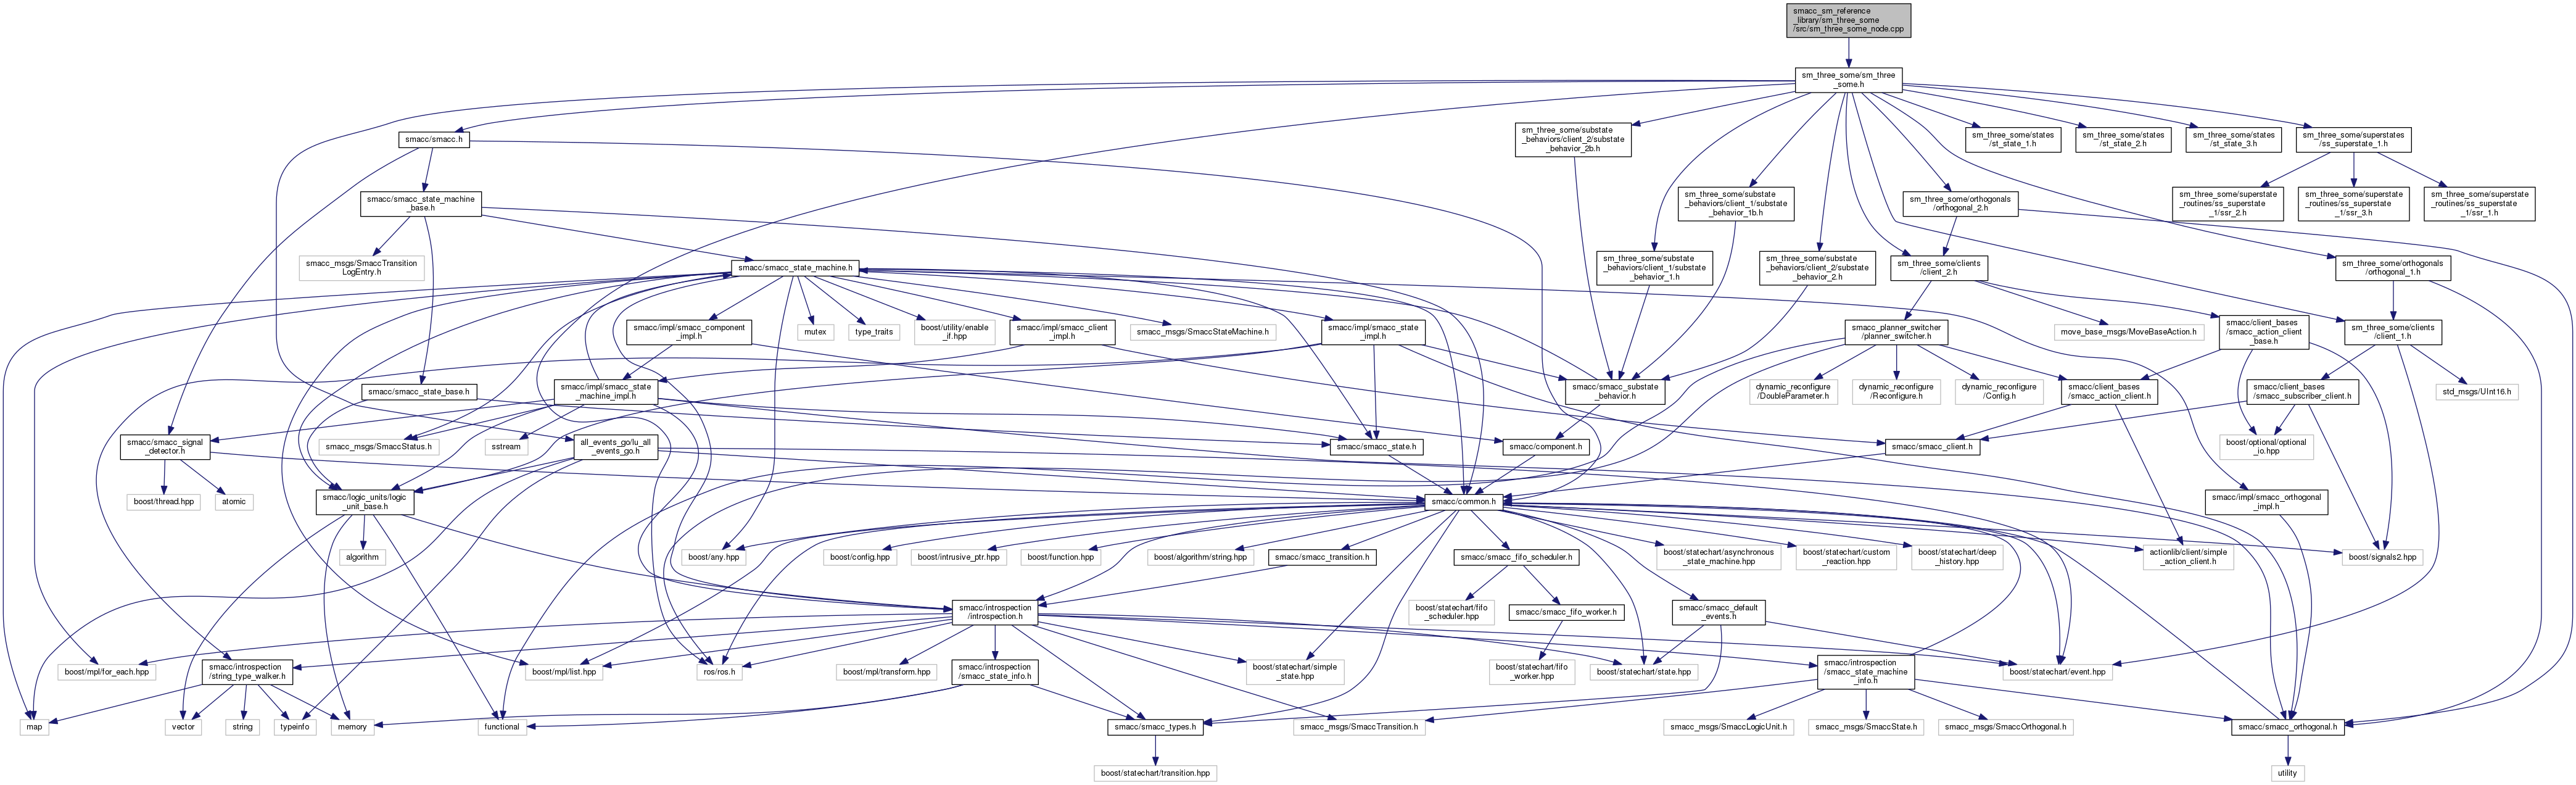 smacc_sm_reference
_library/sm_three_some
/src/sm_three_some_node.cpp
sm_three_some/sm_three
_some.h
smacc/smacc.h
sm_three_some/substate
_behaviors/client_2/substate
_behavior_2b.h
sm_three_some/states
/st_state_1.h
sm_three_some/states
/st_state_2.h
sm_three_some/states
/st_state_3.h
sm_three_some/superstates
/ss_superstate_1.h
smacc/smacc_state_machine
_base.h
sm_three_some/substate
_behaviors/client_1/substate
_behavior_1b.h
sm_three_some/orthogonals
/orthogonal_2.h
sm_three_some/superstate
_routines/ss_superstate
_1/ssr_2.h
sm_three_some/superstate
_routines/ss_superstate
_1/ssr_3.h
sm_three_some/superstate
_routines/ss_superstate
_1/ssr_1.h
smacc_msgs/SmaccTransition
LogEntry.h
smacc/smacc_state_machine.h
sm_three_some/substate
_behaviors/client_1/substate
_behavior_1.h
sm_three_some/substate
_behaviors/client_2/substate
_behavior_2.h
sm_three_some/clients
/client_2.h
sm_three_some/orthogonals
/orthogonal_1.h
smacc/impl/smacc_component
_impl.h
mutex
type_traits
boost/utility/enable
_if.hpp
smacc/impl/smacc_client
_impl.h
smacc_msgs/SmaccStateMachine.h
smacc/impl/smacc_state
_impl.h
smacc_planner_switcher
/planner_switcher.h
move_base_msgs/MoveBaseAction.h
smacc/client_bases
/smacc_action_client
_base.h
sm_three_some/clients
/client_1.h
smacc/smacc_state_base.h
smacc/impl/smacc_state
_machine_impl.h
smacc/smacc_substate
_behavior.h
dynamic_reconfigure
/DoubleParameter.h
dynamic_reconfigure
/Reconfigure.h
dynamic_reconfigure
/Config.h
smacc/client_bases
/smacc_action_client.h
smacc/client_bases
/smacc_subscriber_client.h
std_msgs/UInt16.h
smacc/smacc_signal
_detector.h
smacc_msgs/SmaccStatus.h
sstream
all_events_go/lu_all
_events_go.h
smacc/smacc_state.h
smacc/component.h
smacc/smacc_client.h
boost/optional/optional
_io.hpp
boost/thread.hpp
atomic
smacc/logic_units/logic
_unit_base.h
smacc/common.h
smacc/impl/smacc_orthogonal
_impl.h
algorithm
boost/any.hpp
boost/config.hpp
boost/intrusive_ptr.hpp
boost/function.hpp
boost/algorithm/string.hpp
smacc/smacc_transition.h
smacc/smacc_fifo_scheduler.h
boost/statechart/asynchronous
_state_machine.hpp
boost/statechart/custom
_reaction.hpp
boost/statechart/deep
_history.hpp
actionlib/client/simple
_action_client.h
boost/signals2.hpp
smacc/introspection
/introspection.h
boost/statechart/fifo
_scheduler.hpp
smacc/smacc_fifo_worker.h
smacc/smacc_default
_events.h
boost/mpl/for_each.hpp
smacc/introspection
/string_type_walker.h
boost/mpl/list.hpp
ros/ros.h
boost/mpl/transform.hpp
smacc/introspection
/smacc_state_info.h
boost/statechart/simple
_state.hpp
boost/statechart/fifo
_worker.hpp
boost/statechart/state.hpp
smacc/introspection
/smacc_state_machine
_info.h
boost/statechart/event.hpp
map
vector
string
typeinfo
memory
functional
smacc/smacc_types.h
smacc_msgs/SmaccTransition.h
smacc_msgs/SmaccLogicUnit.h
smacc_msgs/SmaccState.h
smacc_msgs/SmaccOrthogonal.h
smacc/smacc_orthogonal.h
boost/statechart/transition.hpp
utility